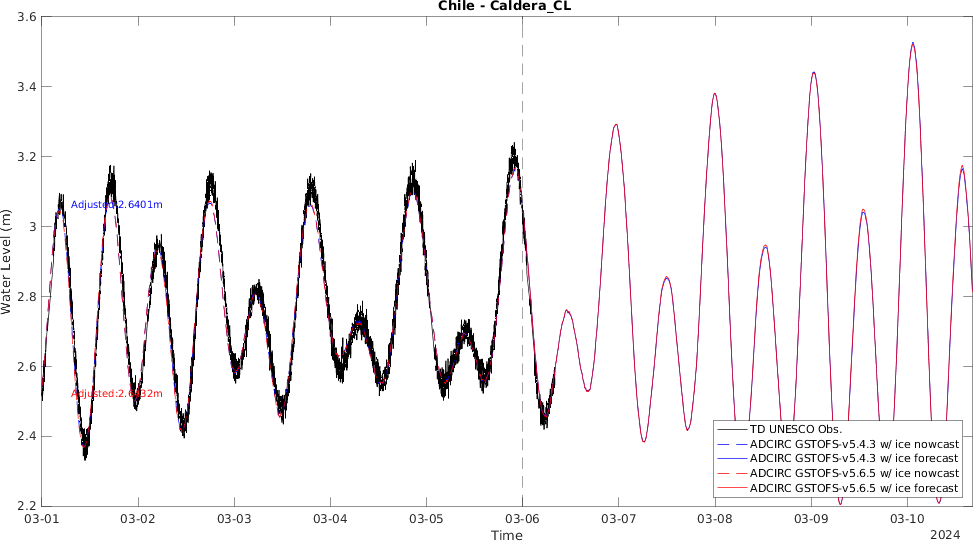 Chile - Caldera_CL
3.6
3.4
3.2
3
2.8
2.6
2.4
2.2
Water Level (m)
Adjusted:2.6401m
TD UNESCO Obs.
ADCIRC GSTOFS-v5.4.3 w/ ice nowcast
ADCIRC GSTOFS-v5.4.3 w/ ice forecast
ADCIRC GSTOFS-v5.6.5 w/ ice nowcast
ADCIRC GSTOFS-v5.6.5 w/ ice forecast
03-01 03-02 03-03 03-04 03-05 03-06 03-07 03-08 03-09 03-10
Time
2024